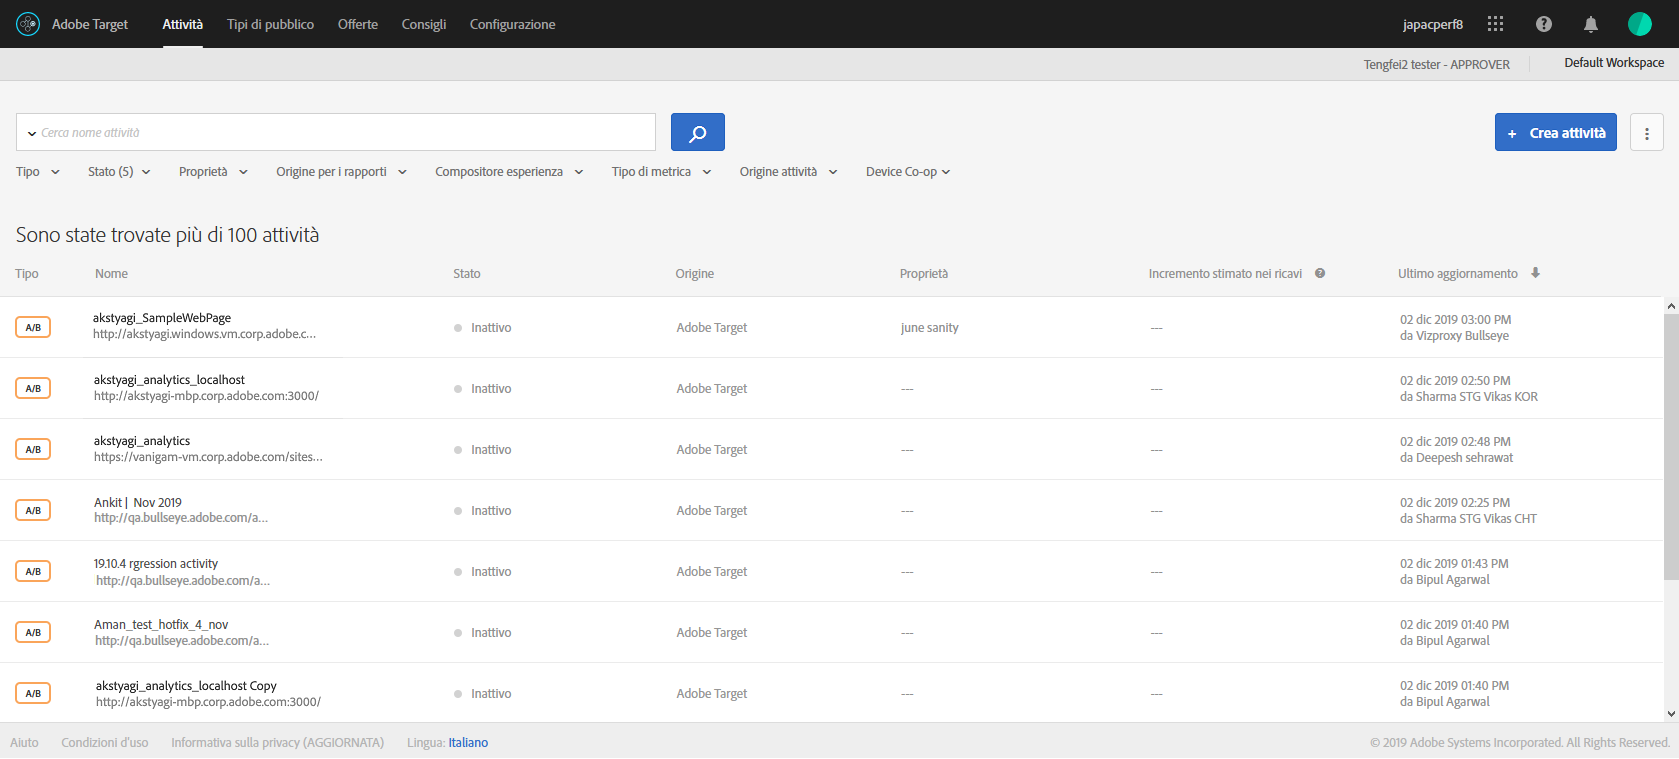 Adobe Target Attività Tipi di pubblico Offerte Consigli Configurazione japacperf8
Tengfei2 tester - APPROVER Default Workspace
Cerca nome attività
+ Crea attività
Tipo Stato (5) Proprietà Origine per i rapporti Compositore esperienza Tipo di metrica Origine attività Device Co-op
Sono state trovate più di 100 attività
Tipo Nome Stato Origine Proprietà Incremento stimato nei ricavi Ultimo aggiornamento
A/B akstyagi_SampleWebPage Inattivo Adobe Target june sanity --- 02 dic 2019 03:00 PM
http://akstyagi.windows.vm.corp.adobe.c... da Vizproxy Bullseye
A/B akstyagi_analytics_localhost Inattivo Adobe Target --- --- 02 dic 2019 02:50 PM
http://akstyagi-mbp.corp.adobe.com:3000/ da Sharma STG Vikas KOR
A/B akstyagi_analytics Inattivo Adobe Target --- --- 02 dic 2019 02:48 PM
https://vanigam-vm.corp.adobe.com/sites... da Deepesh sehrawat
A/B Ankit | Nov 2019 Inattivo Adobe Target --- --- 02 dic 2019 02:25 PM
http://qa.bullseye.adobe.com/a... da Sharma STG Vikas CHT
A/B 19.10.4 rgression activity Inattivo Adobe Target --- --- 02 dic 2019 01:43 PM
http://qa.bullseye.adobe.com/a... da Bipul Agarwal
A/B Aman_test_hotfix_4_nov Inattivo Adobe Target --- --- 02 dic 2019 01:40 PM
http://qa.bullseye.adobe.com/a... da Bipul Agarwal
A/B akstyagi_analytics_localhost Copy Inattivo Adobe Target --- --- 02 dic 2019 01:40 PM
http://akstyagi-mbp.corp.adobe.com:3000/ da Bipul Agarwal
Aiuto Condizioni d'uso Informativa sulla privacy (AGGIORNATA) Lingua: Italiano © 2019 Adobe Systems Incorporated. All Rights Reserved.